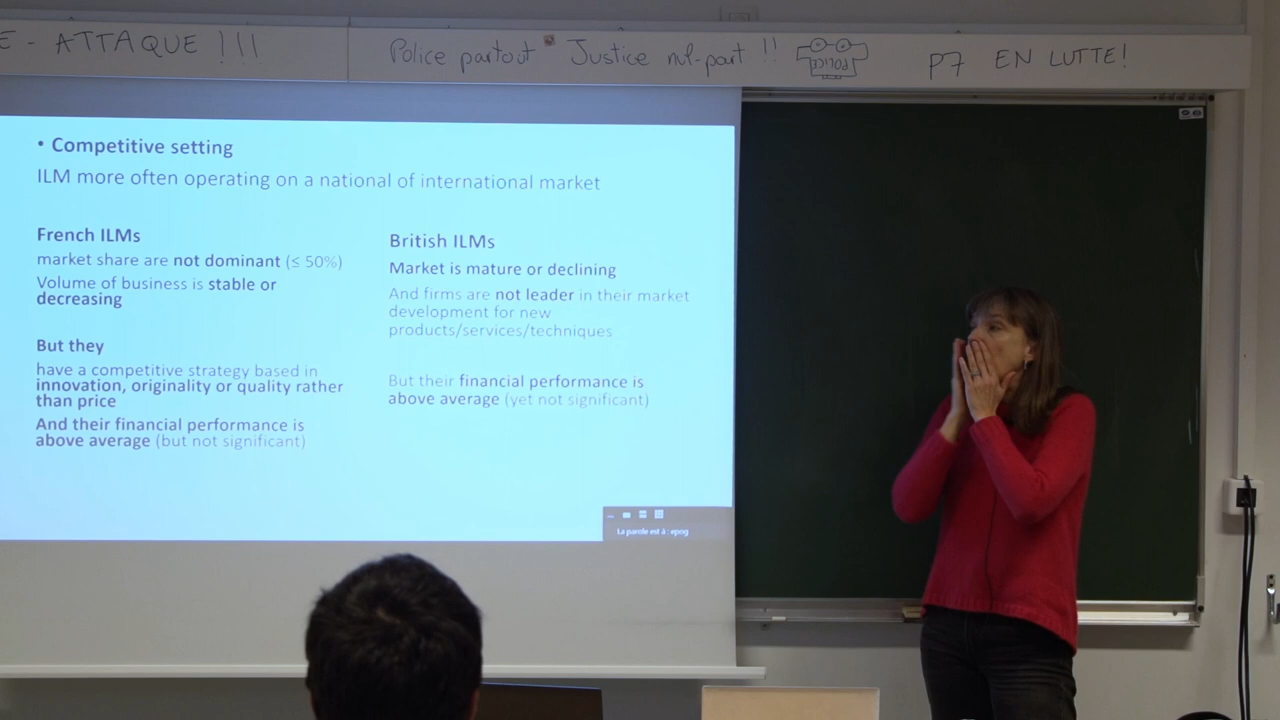 E - ATTAQUE !!!
Police partout Justice nul-part !!
POLICE
P7 EN LUTTE!
• Competitive setting
ILM more often operating on a national of international market
French ILMs
market share are not dominant (≤ 50%)
Volume of business is stable or
decreasing
But they
have a competitive strategy based in
innovation, originality or quality rather
than price
And their financial performance is
above average (but not significant)
British ILMs
Market is mature or declining
And firms are not leader in their market
development for new
products/services/techniques
But their financial performance is
above average (yet not significant)
La parole est à : epog